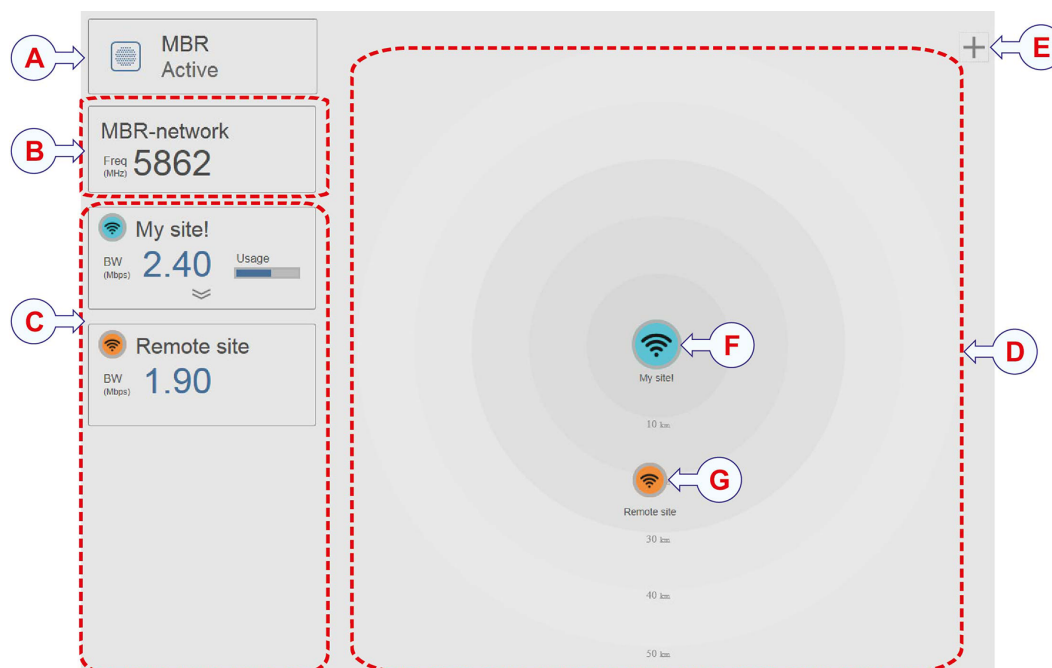 A
MBR
Active
E
B
MBR-network
Freq
(MHz)
5862
C
My site!
BW
(Mbps)
2.40
Usage
Remote site
BW
(Mbps)
1.90
D
F
My site!
10 km
G
Remote site
30 km
40 km
50 km